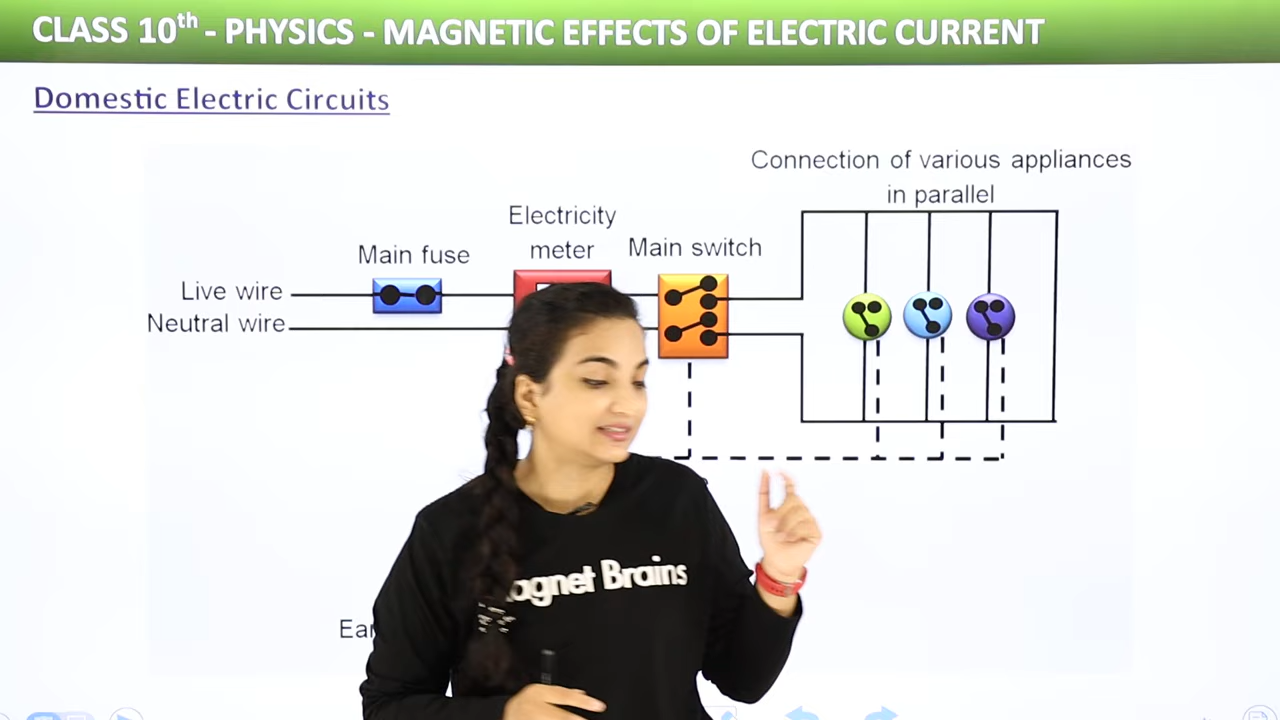 CLASS 10th - PHYSICS - MAGNETIC EFFECTS OF ELECTRIC CURRENT
Domestic Electric Circuits
Connection of various appliances
in parallel
Electricity
meter
Main fuse
Main switch
Live wire
Neutral wire
Brains